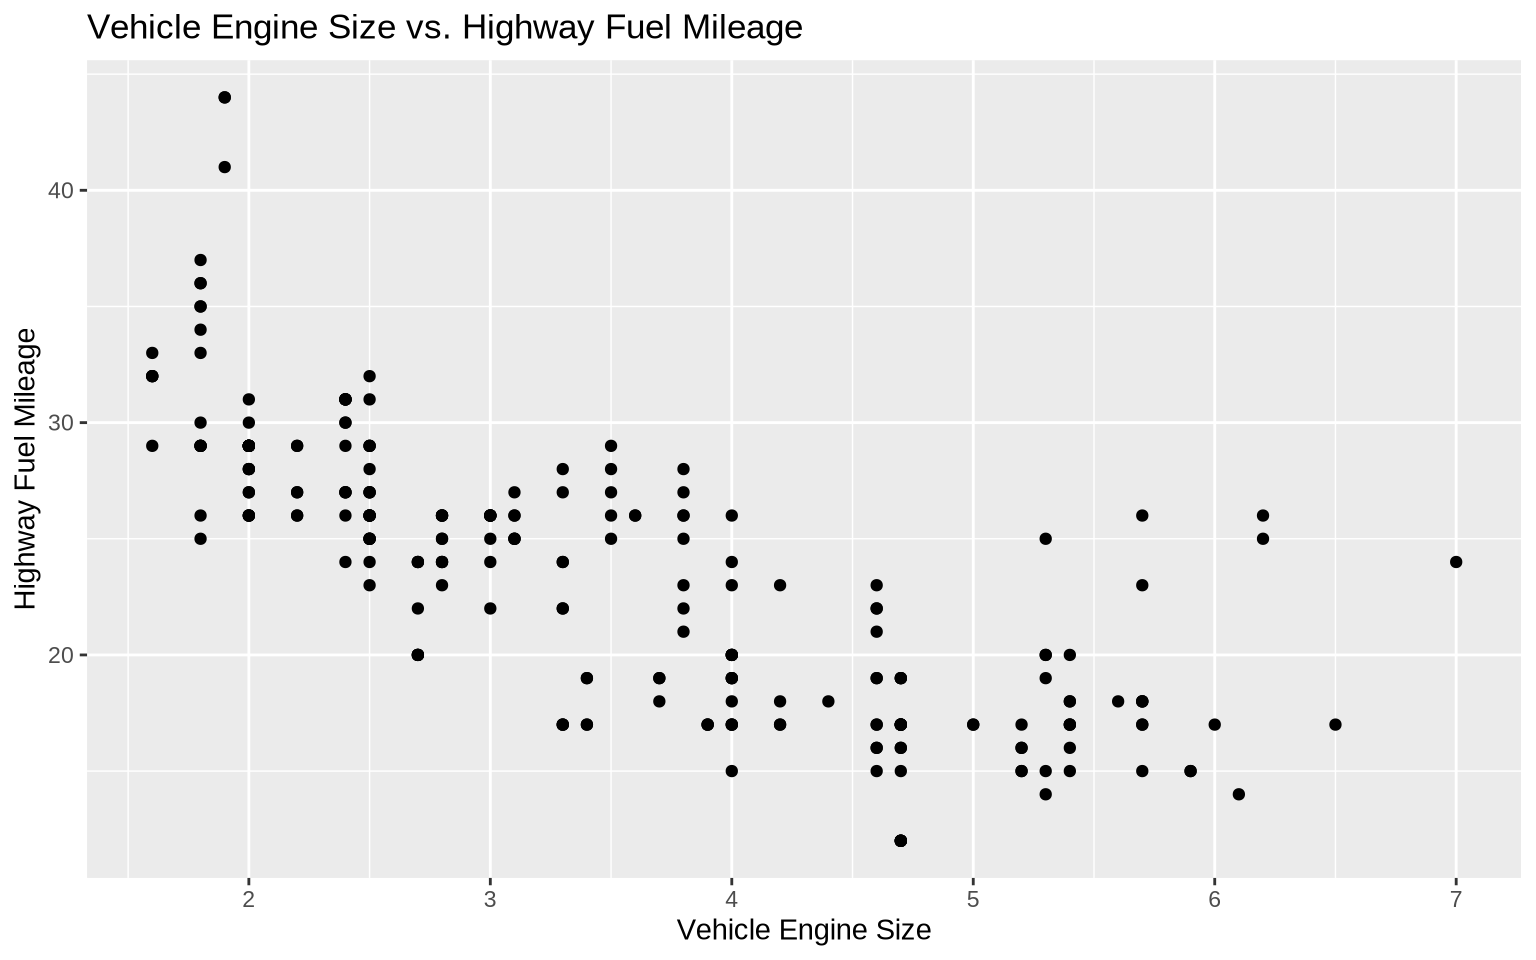 Vehicle Engine Size vs. Highway Fuel Mileage
Highway Fuel Mileage
40
30
20
2 3 4 5 6 7
Vehicle Engine Size